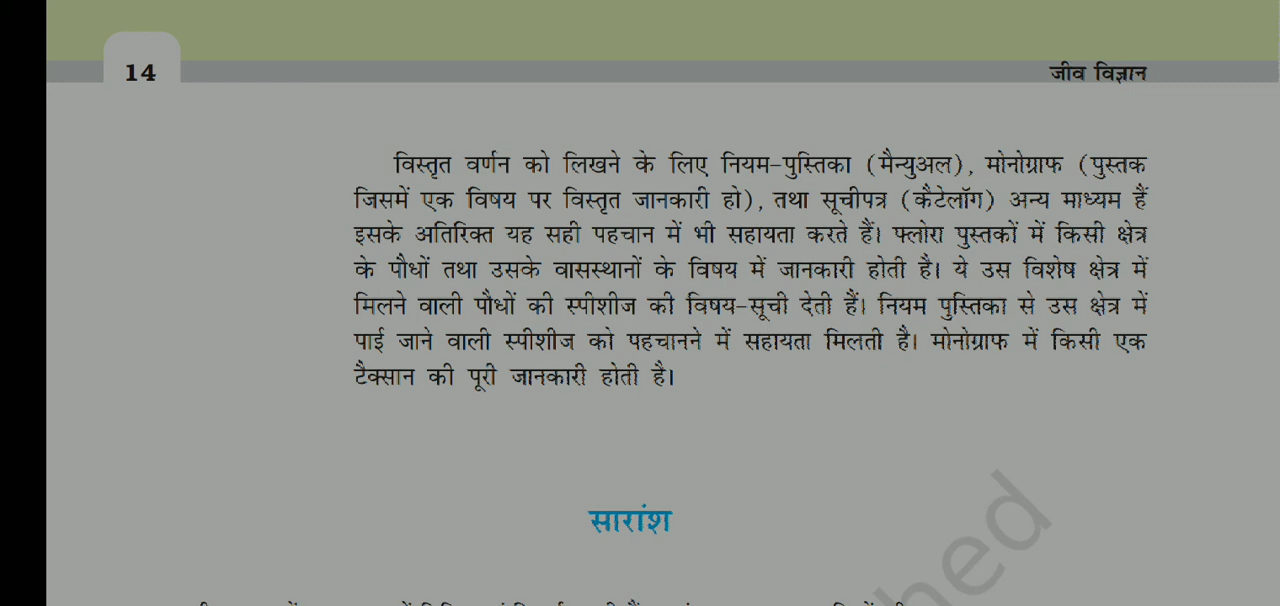 14
जीव विज्ञान
विस्तृत वर्णन को लिखने के लिए नियम-पुस्तिका (मैन्युअल), मोनोग्राफ (पुस्तक
जिसमें एक विषय पर विस्तृत जानकारी हो), तथा सूचीपत्र (कैटेलॉग) अन्य माध्यम हैं
इसके अतिरिक्त यह सही पहचान में भी सहायता करते हैं। फ्लोरा पुस्तकों में किसी क्षेत्र
के पौधों तथा उसके वासस्थानों के विषय में जानकारी होती है। ये उस विशेष क्षेत्र में
मिलने वाली पौधों की स्पीशीज की विषय-सूची देती हैं। नियम पुस्तिका से उस क्षेत्र में
पाई जाने वाली स्पीशीज को पहचानने में सहायता मिलती है। मोनोग्राफ में किसी एक
टैक्सान की पूरी जानकारी होती है।
सारांश